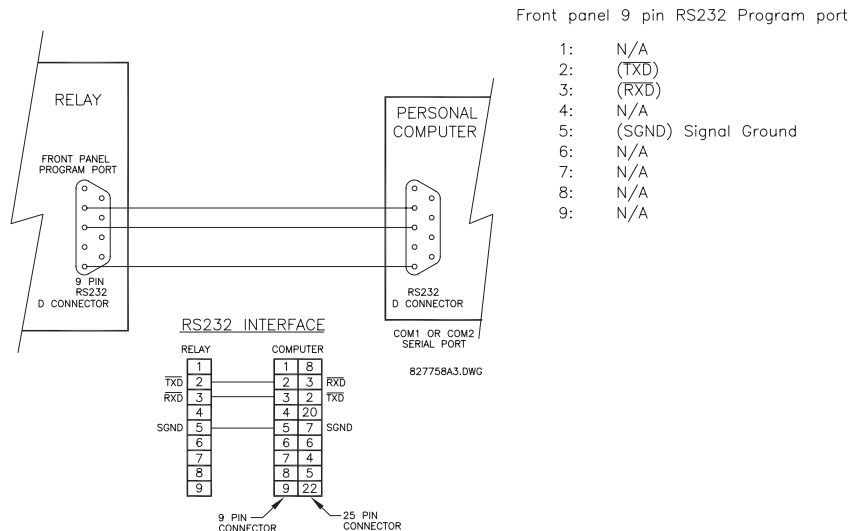 Front panel 9 pin RS232 Program port
1: N/A
2: (TXD)
3: (RXD)
4: N/A
5: (SGND) Signal Ground
6: N/A
7: N/A
8: N/A
9: N/A
RELAY
FRONT PANEL
PROGRAM PORT
9 PIN
RS232
D CONNECTOR
PERSONAL
COMPUTER
RS232
D CONNECTOR
COM1 OR COM2
SERIAL PORT
827758A3.DWG
RS232 INTERFACE
RELAY COMPUTER
1 1 8
TXD 2 2 3 RXD
RXD 3 3 2 TXD
4 4 20
SGND 5 5 7 SGND
6 6 6
7 7 4
8 8 5
9 9 22
9 PIN
CONNECTOR
25 PIN
CONNECTOR